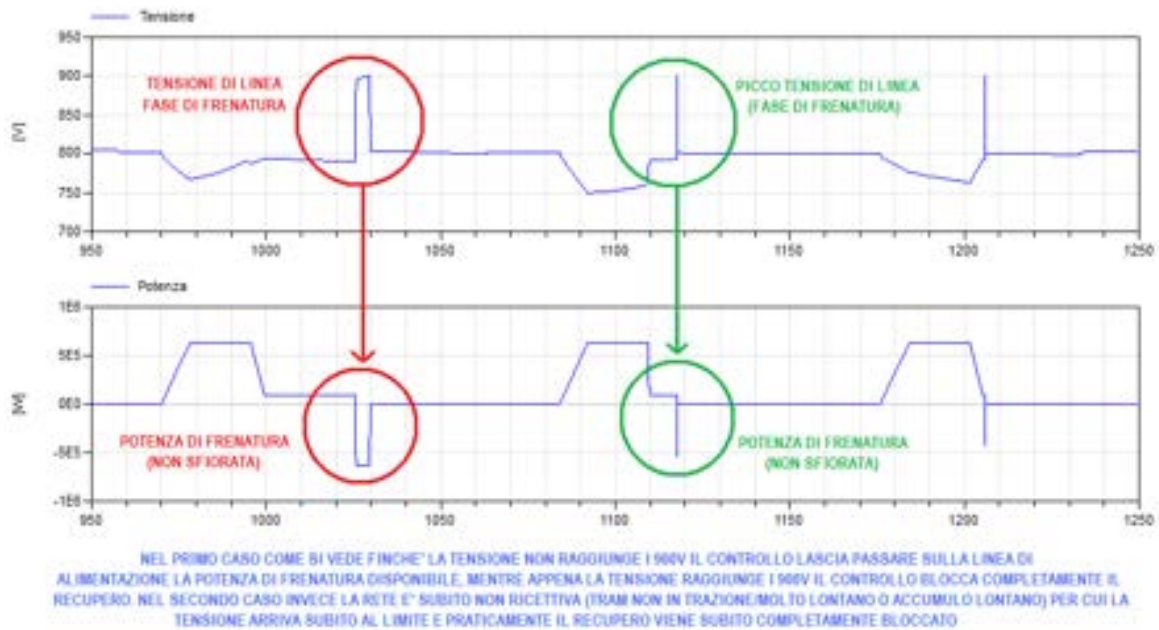 Tensione
950
900
850
800
750
700
[V]
TENSIONE DI LINEA
FASE DI FRENATURA
PICCO TENSIONE DI LINEA
(FASE DI FRENATURA)
950
1000
1050
1100
1150
1200
1250
Potenza
1E6
5E5
0E0
-5E5
-1E6
[W]
POTENZA DI FRENATURA
(NON SFIORATA)
POTENZA DI FRENATURA
(NON SFIORATA)
950
1000
1050
1100
1150
1200
1250
NEL PRIMO CASO COME SI VEDE FINCHE' LA TENSIONE NON RAGGIUNGE I 900V IL CONTROLLO LASCIA PASSARE SULLA LINEA DI
ALIMENTAZIONE LA POTENZA DI FRENATURA DISPONIBILE, MENTRE APPENA LA TENSIONE RAGGIUNGE I 900V IL CONTROLLO BLOCCA COMPLETAMENTE IL
RECUPERO. NEL SECONDO CASO INVECE LA RETE E' SUBITO NON RICETTIVA (TRAM NON IN TRAZIONE/MOLTO LONTANO O ACCUMULO LONTANO) PER CUI LA
TENSIONE ARRIVA SUBITO AL LIMITE E PRATICAMENTE IL RECUPERO VIENE SUBITO COMPLETAMENTE BLOCCATO